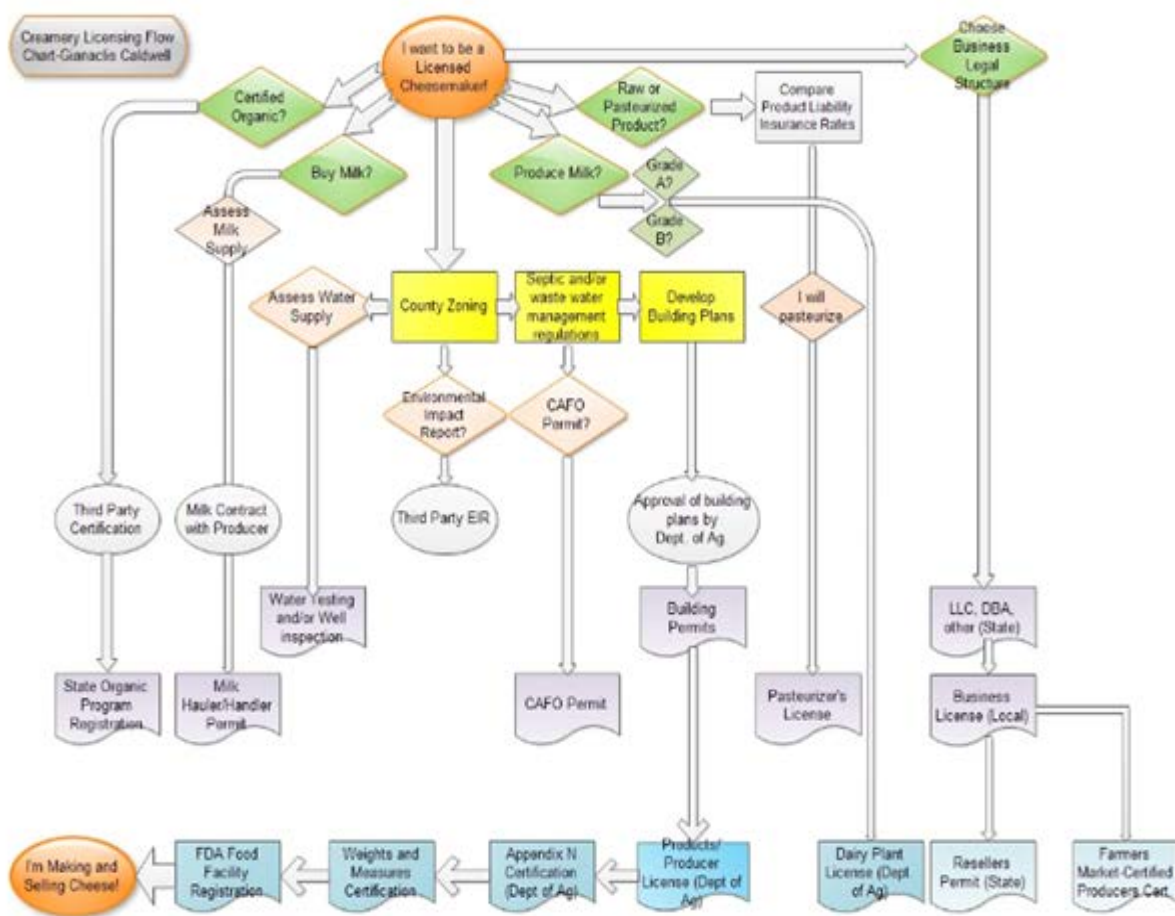 Creamery Licensing Flow
Chart-Gianaclis Caldwell
I want to be a
Licensed
Cheesemaker!
Choose
Business
Legal
Structure
Certified
Organic?
Raw or
Pasteurized
Product?
Compare
Product Liability
Insurance Rates
Buy Milk?
Produce Milk?
Grade
A?
Grade
B?
Assess
Milk
Supply
Assess Water
Supply
County Zoning
Septic and/or
waste water
management
regulations
Develop
Building Plans
I will
pasteurize
Environmental
Impact
Report?
CAFO
Permit?
Third Party
Certification
Milk Contract
with Producer
Third Party EIR
Approval of building
plans by
Dept. of Ag.
Water Testing
and/or Well
inspection
Building
Permits
LLC, DBA,
other (State)
State Organic
Program
Registration
Milk
Hauler/Handler
Permit
CAFO Permit
Pasteurizer's
License
Business
License (Local)
I'm Making and
Selling Cheese!
FDA Food
Facility
Registration
Weights and
Measures
Certification
Appendix N
Certification
(Dept of Ag)
Products/
Producer
License (Dept of
Ag)
Dairy Plant
License (Dept
of Ag)
Resellers
Permit (State)
Farmers
Market-Certified
Producers Cert.